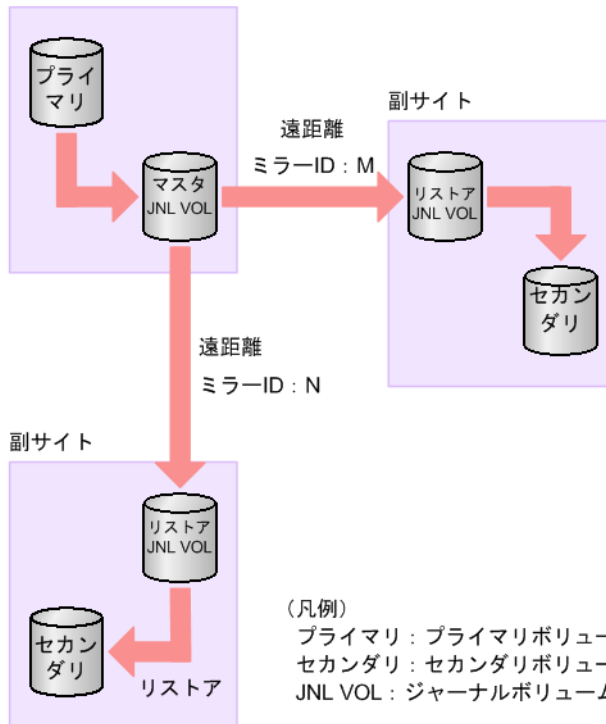 プライ
マリ
マスタ
JNL VOL
遠距離
ミラーID：M
副サイト
リストア
JNL VOL
セカン
ダリ
遠距離
ミラーID：N
副サイト
リストア
JNL VOL
セカン
ダリ
リストア
（凡例）
プライマリ：プライマリボリュー
セカンダリ：セカンダリボリュー
JNL VOL：ジャーナルボリューム